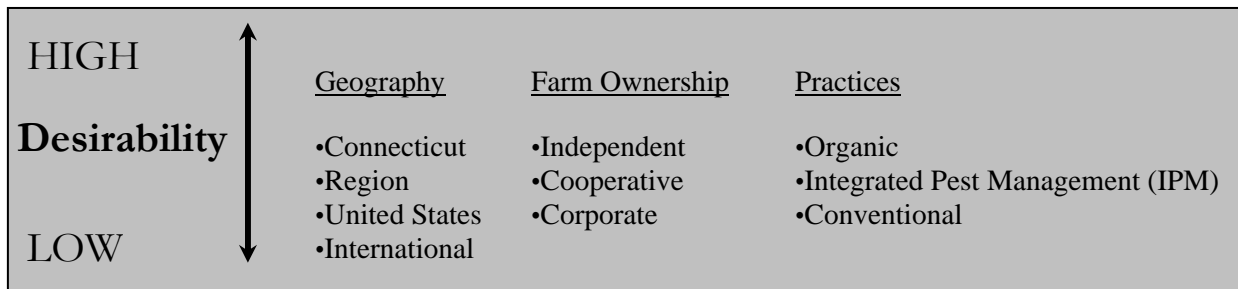 HIGH
Desirability
LOW
Geography
•Connecticut
•Region
•United States
•International
Farm Ownership
•Independent
•Cooperative
•Corporate
Practices
•Organic
•Integrated Pest Management (IPM)
•Conventional